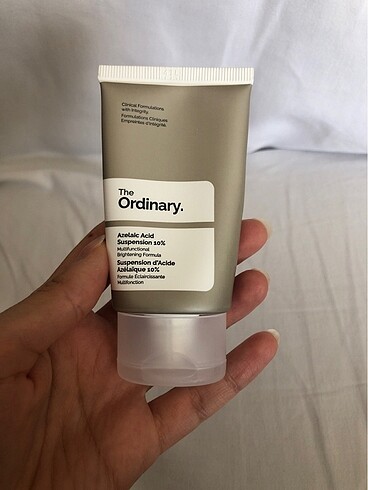 Clinical Formulations
with Integrity.
Formulations Cliniques
Empreintes d'Intégrité.
The
Ordinary.
Azelaic Acid
Suspension 10%
Multifunctional
Brightening Formula
Suspension d'Acide
Azélaïque 10%
Formule Éclaircissante
Multifonction